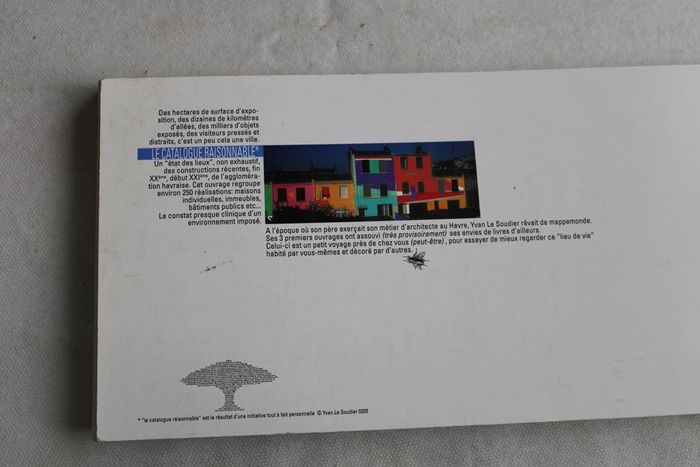 Des hectares de surface d'expo-
sition, des dizaines de kilomètres
d'allées, des milliers d'objets
exposés, des visiteurs pressés et
distraits, c'est un peu cela une ville.
LE CATALOGUE RAISONNABLE*
Un "état des lieux", non exhaustif,
des constructions récentes, fin
XXème, début XXIème, de l'aggloméra-
tion havraise. Cet ouvrage regroupe
environ 250 réalisations: maisons
individuelles, immeubles,
bâtiments publics etc...
Le constat presque clinique d'un
environnement imposé.
A l'époque où son père exerçait son métier d'architecte au Havre, Yvan Le Soudier rêvait de mappemonde.
Ses 3 premiers ouvrages ont assouvi (très provisoirement) ses envies de livres d'ailleurs.
Celui-ci est un petit voyage près de chez vous (peut-être), pour essayer de mieux regarder ce "lieu de vie"
habité par vous-mêmes et décoré par d'autres.
* "le catalogue raisonnable" est le résultat d'une initiative tout à fait personnelle © Yvan Le Soudier 0205